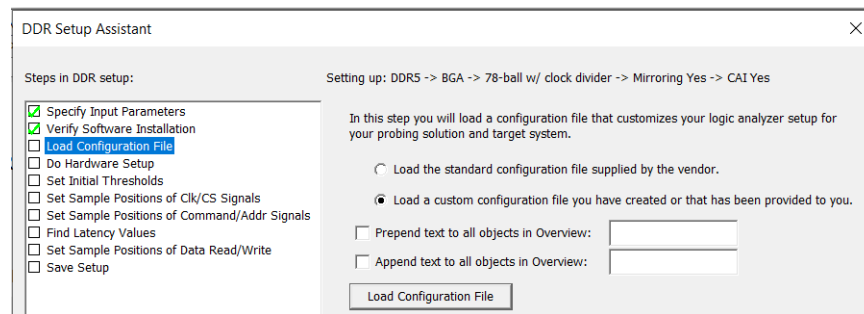 DDR Setup Assistant
Steps in DDR setup:
Setting up: DDR5 -> BGA -> 78-ball w/ clock divider -> Mirroring Yes -> CAI Yes
Specify Input Parameters
Verify Software Installation
Load Configuration File
Do Hardware Setup
Set Initial Thresholds
Set Sample Positions of Clk/CS Signals
Set Sample Positions of Command/Addr Signals
Find Latency Values
Set Sample Positions of Data Read/Write
Save Setup
In this step you will load a configuration file that customizes your logic analyzer setup for
your probing solution and target system.
Load the standard configuration file supplied by the vendor.
Load a custom configuration file you have created or that has been provided to you.
Prepend text to all objects in Overview:
Append text to all objects in Overview:
Load Configuration File